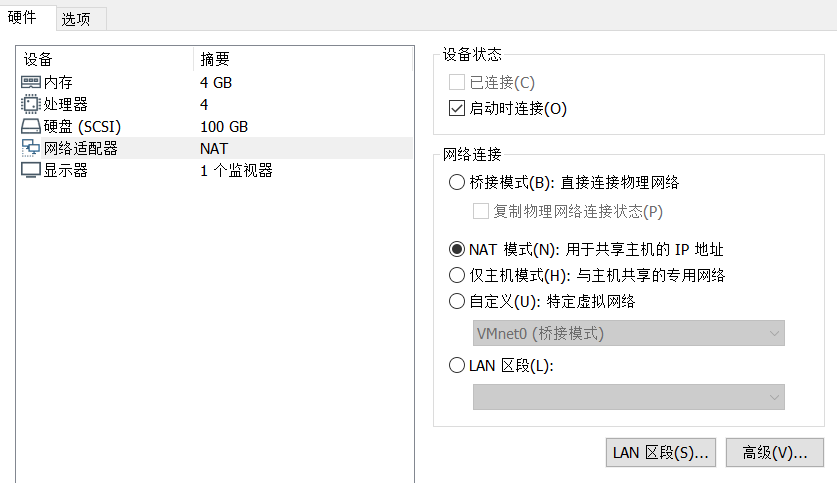 硬件
选项
设备 摘要
内存 4 GB
处理器 4
硬盘 (SCSI) 100 GB
网络适配器 NAT
显示器 1 个监视器
设备状态
已连接(C)
启动时连接(O)
网络连接
桥接模式(B): 直接连接物理网络
复制物理网络连接状态(P)
NAT 模式(N): 用于共享主机的 IP 地址
仅主机模式(H): 与主机共享的专用网络
自定义(U): 特定虚拟网络
VMnet0 (桥接模式)
LAN 区段(L):
LAN 区段(S)... 高级(V)...